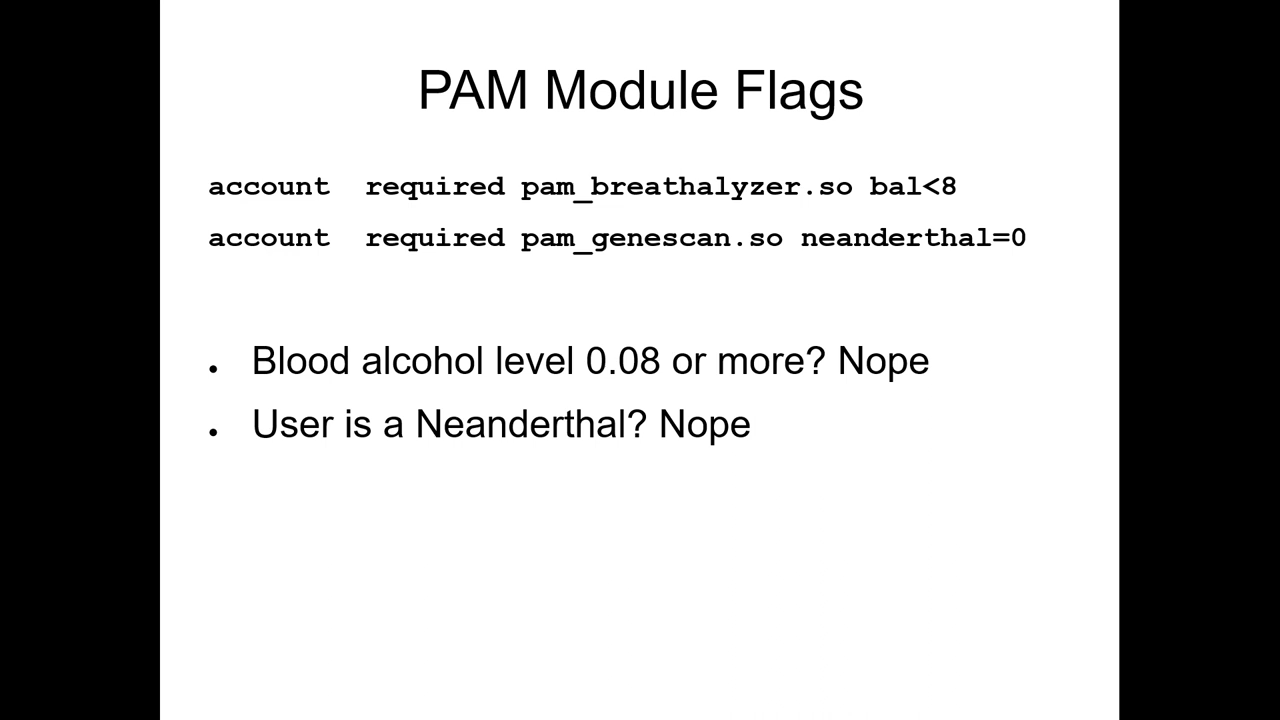 PAM Module Flags
account required pam_breathalyzer.so bal<8
account required pam_genescan.so neanderthal=0
● Blood alcohol level 0.08 or more? Nope
● User is a Neanderthal? Nope